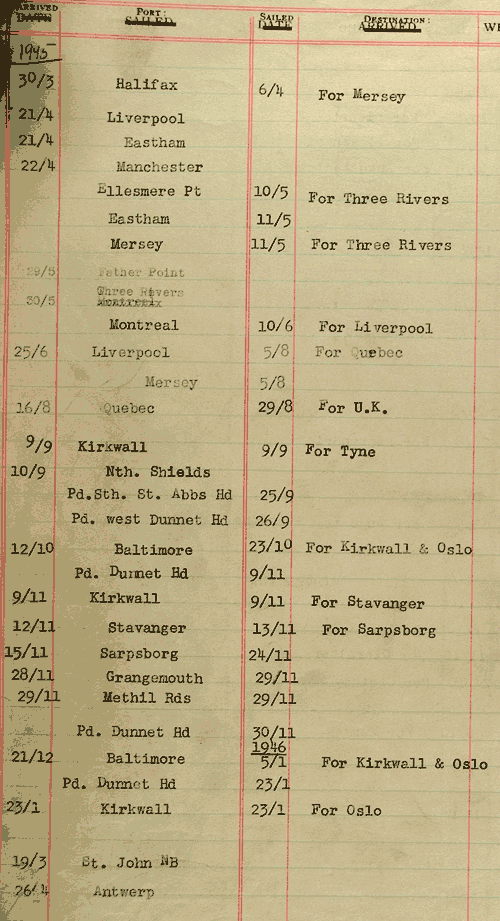 ARRIVED DATE PORT: SAILED SAILED DATE DESTINATION: ARRIVED
1945
30/3 Halifax 6/4 For Mersey
21/4 Liverpool
21/4 Eastham
22/4 Manchester
Ellesmere Pt 10/5 For Three Rivers
Eastham 11/5
Mersey 11/5 For Three Rivers
29/5 Father Point
Three Rivers
30/5 Montreal
Montreal 10/6 For Liverpool
25/6 Liverpool 5/8 For Quebec
Mersey 5/8
16/8 Quebec 29/8 For U.K.
9/9 Kirkwall 9/9 For Tyne
10/9 Nth. Shields
Pd.Sth. St. Abbs Hd 25/9
Pd. west Dunnet Hd 26/9
12/10 Baltimore 23/10 For Kirkwall & Oslo
Pd. Dunnet Hd 9/11
9/11 Kirkwall 9/11 For Stavanger
12/11 Stavanger 13/11 For Sarpsborg
15/11 Sarpsborg 24/11
28/11 Grangemouth 29/11
29/11 Methil Rds 29/11
Pd. Dunnet Hd 30/11
1946
21/12 Baltimore 5/1 For Kirkwall & Oslo
Pd. Dunnet Hd 23/1
23/1 Kirkwall 23/1 For Oslo
19/3 St. John NB
26/4 Antwerp